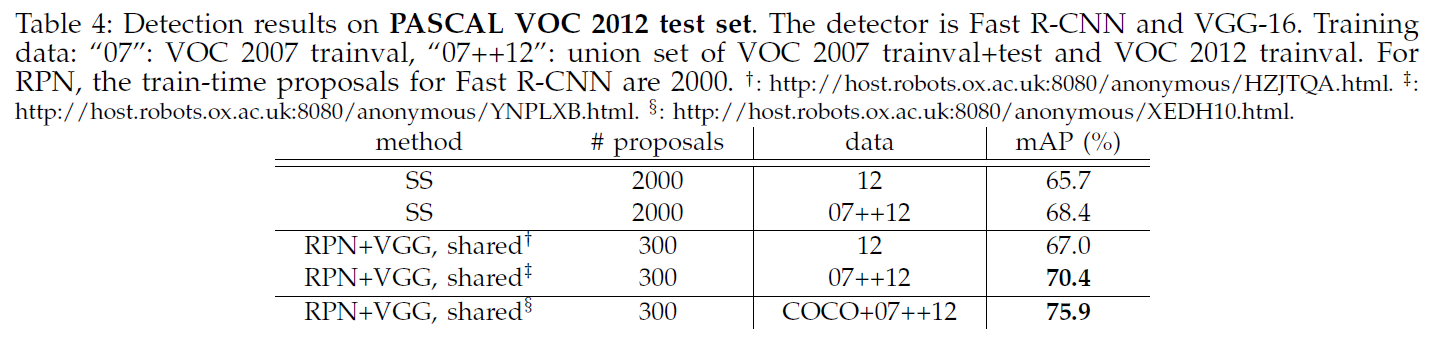 Table 4: Detection results on PASCAL VOC 2012 test set. The detector is Fast R-CNN and VGG-16. Training
data: “07”: VOC 2007 trainval, “07++12”: union set of VOC 2007 trainval+test and VOC 2012 trainval. For
RPN, the train-time proposals for Fast R-CNN are 2000. †: http://host.robots.ox.ac.uk:8080/anonymous/HZJTQA.html. ‡:
http://host.robots.ox.ac.uk:8080/anonymous/YNPLXB.html. §: http://host.robots.ox.ac.uk:8080/anonymous/XEDH10.html.
method # proposals data mAP (%)
SS 2000 12 65.7
SS 2000 07++12 68.4
RPN+VGG, shared† 300 12 67.0
RPN+VGG, shared‡ 300 07++12 70.4
RPN+VGG, shared§ 300 COCO+07++12 75.9